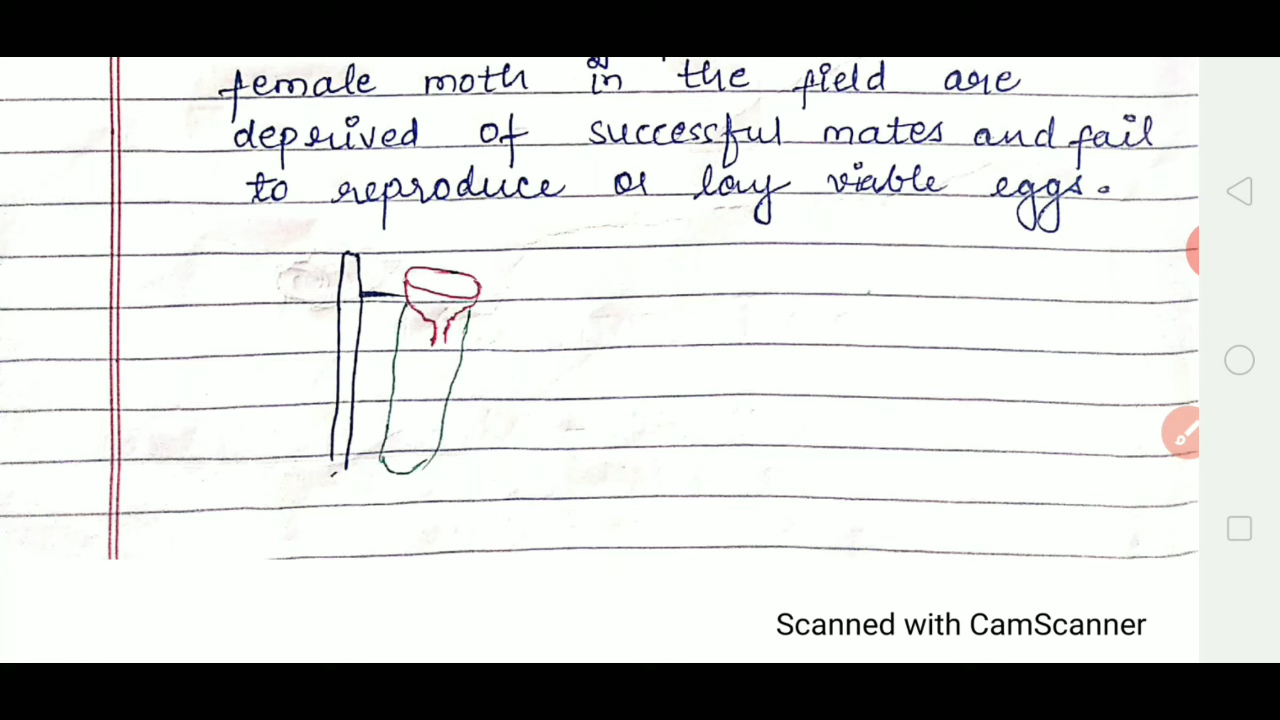 female moth in the field are
deprived of successful mates and fail
to reproduce or lay viable eggs.
Scanned with CamScanner